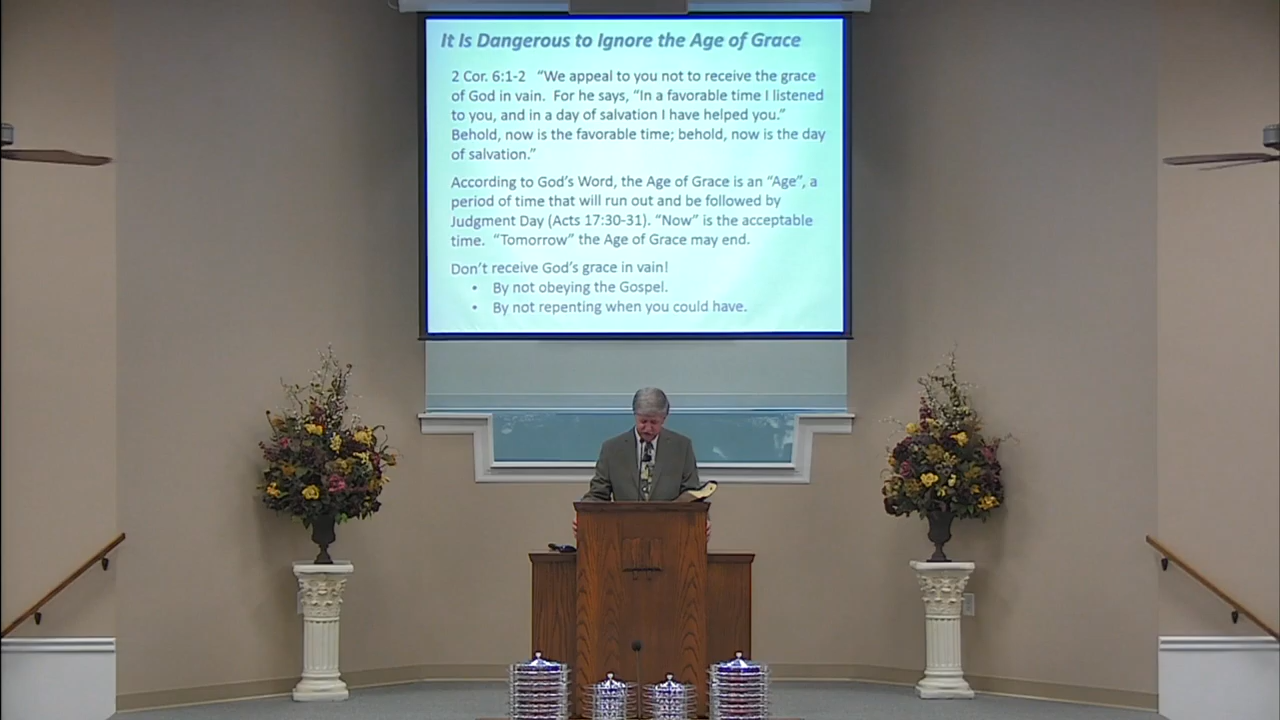 It Is Dangerous to Ignore the Age of Grace
2 Cor. 6:1-2 “We appeal to you not to receive the grace
of God in vain. For he says, “In a favorable time I listened
to you, and in a day of salvation I have helped you.”
Behold, now is the favorable time; behold, now is the day
of salvation.”
According to God’s Word, the Age of Grace is an “Age”, a
period of time that will run out and be followed by
Judgment Day (Acts 17:30-31). “Now” is the acceptable
time. “Tomorrow” the Age of Grace may end.
Don’t receive God’s grace in vain!
• By not obeying the Gospel.
• By not repenting when you could have.